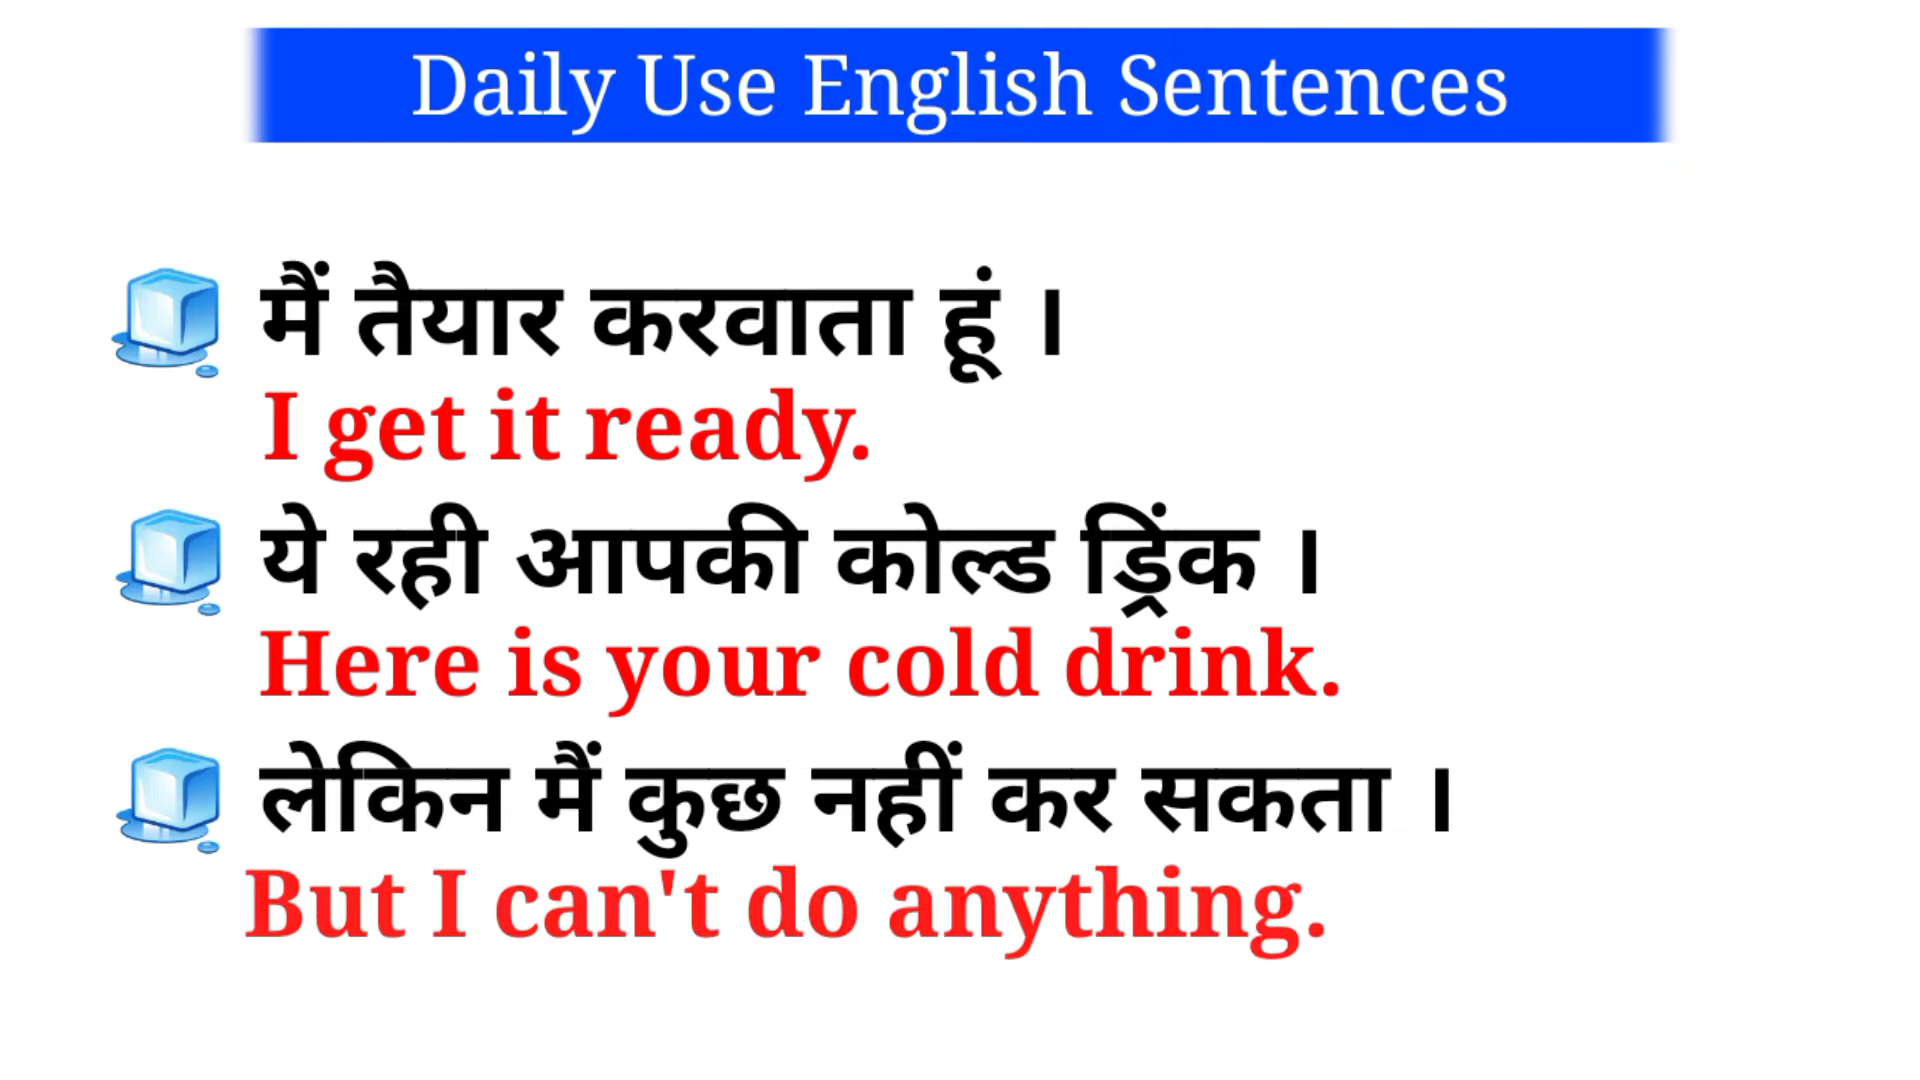 Daily Use English Sentences
मैं तैयार करवाता हूं ।
I get it ready.
ये रही आपकी कोल्ड ड्रिंक ।
Here is your cold drink.
लेकिन मैं कुछ नहीं कर सकता ।
But I can't do anything.